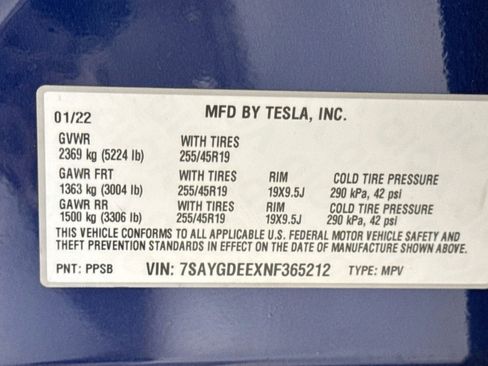 01/22 MFD BY TESLA, INC.
GVWR WITH TIRES
2369 kg (5224 lb) 255/45R19
GAWR FRT WITH TIRES RIM COLD TIRE PRESSURE
1363 kg (3004 lb) 255/45R19 19X9.5J 290 kPa, 42 psi
GAWR RR WITH TIRES RIM COLD TIRE PRESSURE
1500 kg (3306 lb) 255/45R19 19X9.5J 290 kPa, 42 psi
THIS VEHICLE CONFORMS TO ALL APPLICABLE U.S. FEDERAL MOTOR VEHICLE SAFETY AND
THEFT PREVENTION STANDARDS IN EFFECT ON THE DATE OF MANUFACTURE SHOWN ABOVE.
PNT: PPSB VIN: 7SAYGDEEXNF365212 TYPE: MPV